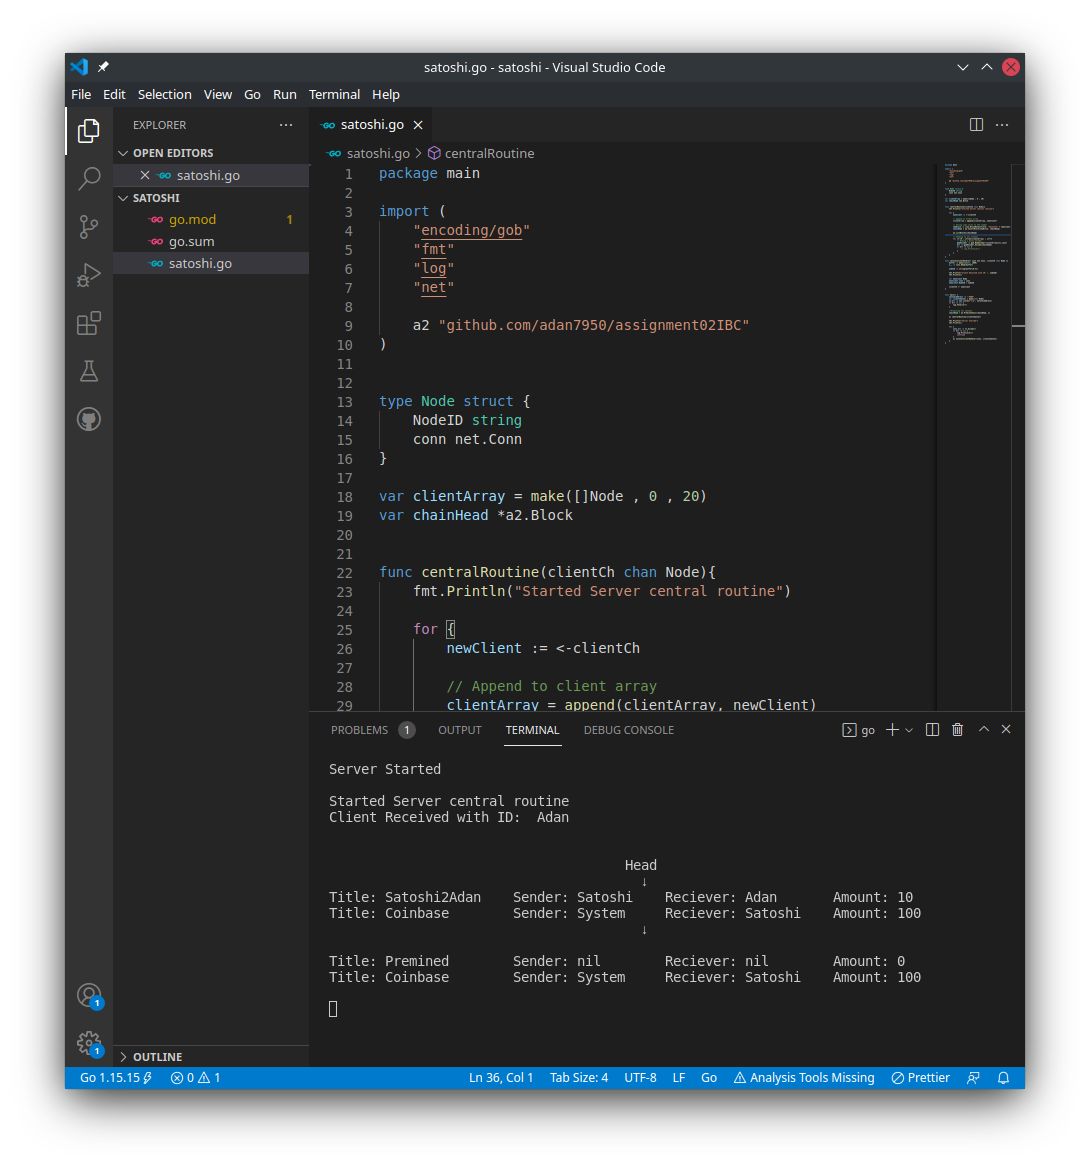 satoshi.go - satoshi - Visual Studio Code
File Edit Selection View Go Run Terminal Help
EXPLORER
OPEN EDITORS
satoshi.go
SATOSHI
go.mod 1
go.sum
satoshi.go
OUTLINE
satoshi.go
satoshi.go > centralRoutine
1 package main
2
3 import (
4 "encoding/gob"
5 "fmt"
6 "log"
7 "net"
8
9 a2 "github.com/adan7950/assignment02IBC"
10 )
11
12
13 type Node struct {
14 NodeID string
15 conn net.Conn
16 }
17
18 var clientArray = make([]Node , 0 , 20)
19 var chainHead *a2.Block
20
21
22 func centralRoutine(clientCh chan Node){
23 fmt.Println("Started Server central routine")
24
25 for {
26 newClient := <-clientCh
27
28 // Append to client array
29 clientArray = append(clientArray, newClient)
PROBLEMS 1 OUTPUT TERMINAL DEBUG CONSOLE go
Server Started
Started Server central routine
Client Received with ID:  Adan
Head
↓
Title: Satoshi2Adan    Sender: Satoshi    Reciever: Adan       Amount: 10
Title: Coinbase        Sender: System     Reciever: Satoshi    Amount: 100
↓
Title: Premined        Sender: nil        Reciever: nil        Amount: 0
Title: Coinbase        Sender: System     Reciever: Satoshi    Amount: 100
1
1
Go 1.15.15 0 1 Ln 36, Col 1 Tab Size: 4 UTF-8 LF Go Analysis Tools Missing Prettier